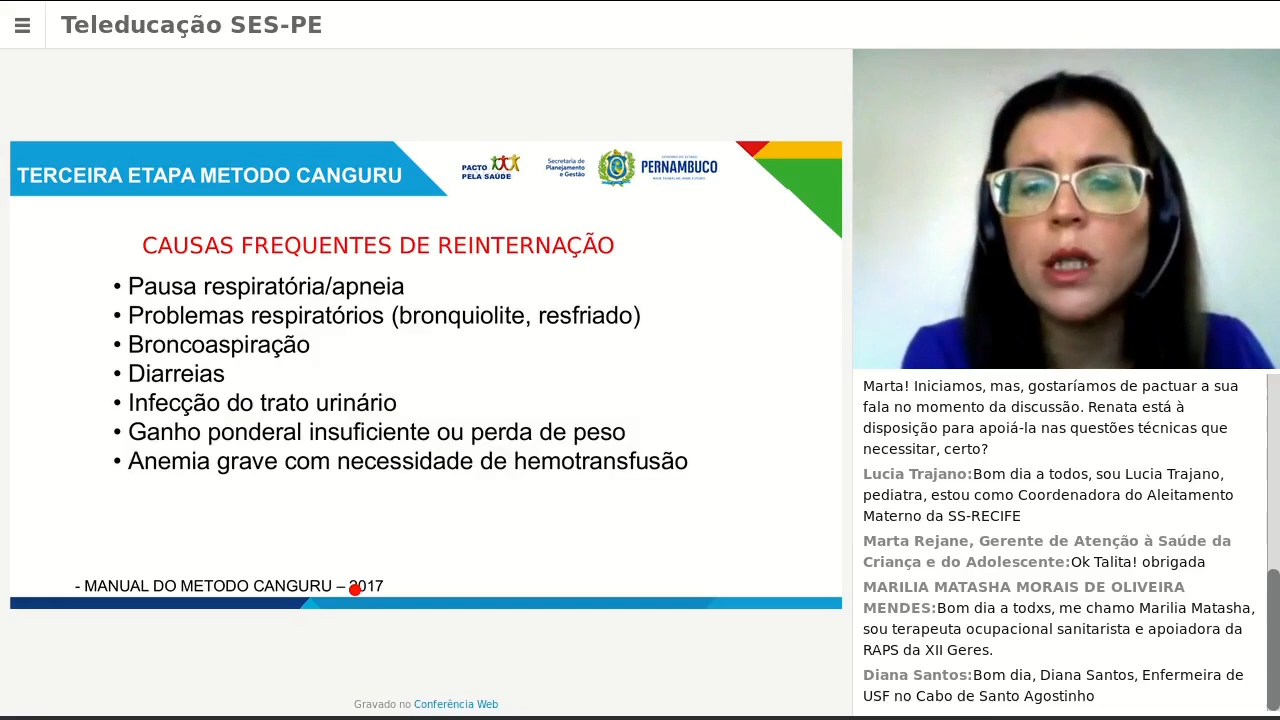 Teleducação SES-PE
TERCEIRA ETAPA METODO CANGURU
PACTO
PELA SAÚDE
Secretaria de
Planejamento
e Gestão
PERNAMBUCO
CAUSAS FREQUENTES DE REINTERNAÇÃO
• Pausa respiratória/apneia
• Problemas respiratórios (bronquiolite, resfriado)
• Broncoaspiração
• Diarreias
• Infecção do trato urinário
• Ganho ponderal insuficiente ou perda de peso
• Anemia grave com necessidade de hemotransfusão
- MANUAL DO METODO CANGURU – 2017
Gravado no Conferência Web
Marta! Iniciamos, mas, gostaríamos de pactuar a sua
fala no momento da discussão. Renata está à
disposição para apoiá-la nas questões técnicas que
necessitar, certo?
Lucia Trajano:Bom dia a todos, sou Lucia Trajano,
pediatra, estou como Coordenadora do Aleitamento
Materno da SS-RECIFE
Marta Rejane, Gerente de Atenção à Saúde da
Criança e do Adolescente:Ok Talita! obrigada
MARILIA MATASHA MORAIS DE OLIVEIRA
MENDES:Bom dia a todxs, me chamo Marilia Matasha,
sou terapeuta ocupacional sanitarista e apoiadora da
RAPS da XII Geres.
Diana Santos:Bom dia, Diana Santos, Enfermeira de
USF no Cabo de Santo Agostinho